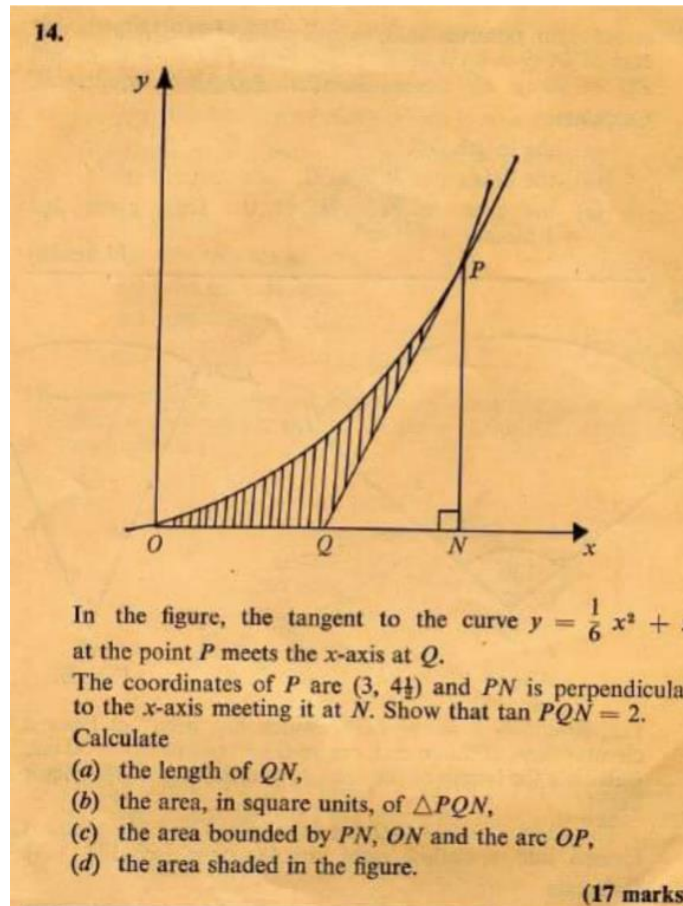 14.
y
P
O Q N x
In the figure, the tangent to the curve y = 1/6 x² +
at the point P meets the x-axis at Q.
The coordinates of P are (3, 4½) and PN is perpendicula
to the x-axis meeting it at N. Show that tan PQN = 2.
Calculate
(a) the length of QN,
(b) the area, in square units, of △PQN,
(c) the area bounded by PN, ON and the arc OP,
(d) the area shaded in the figure.
(17 marks